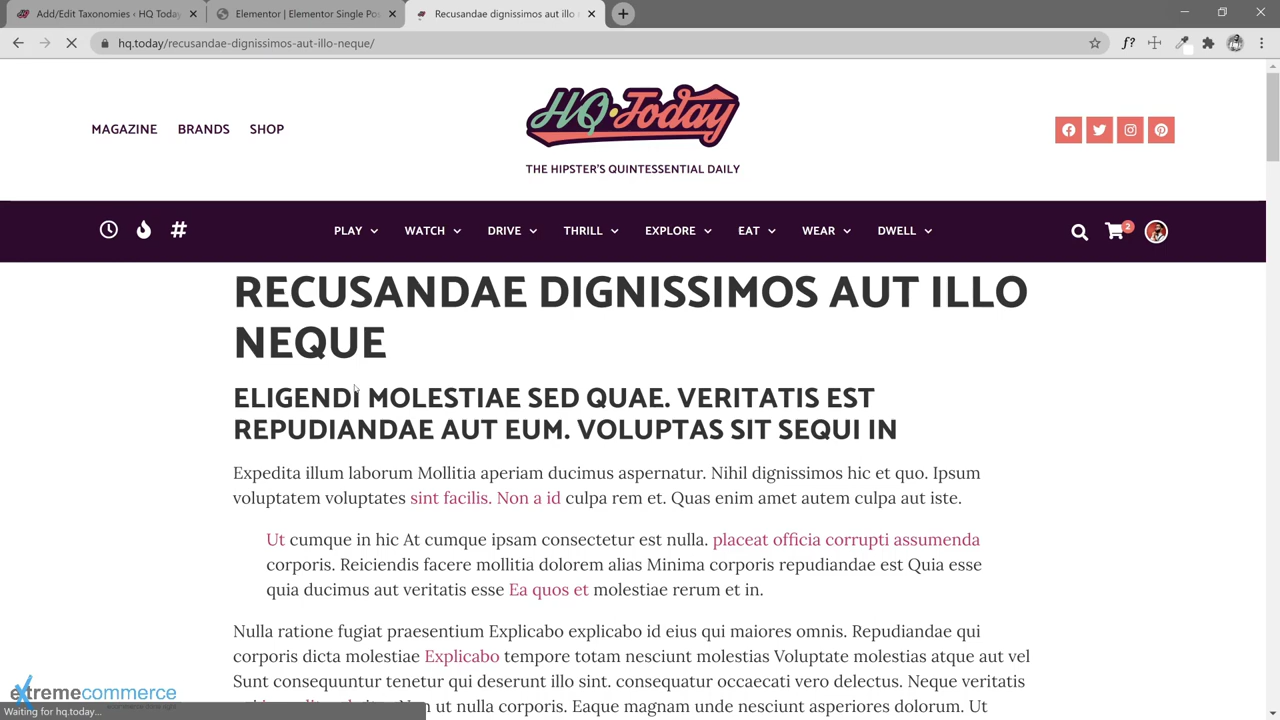 Add/Edit Taxonomies ‹ HQ Today
Elementor | Elementor Single Po
Recusandae dignissimos aut illo
hq.today/recusandae-dignissimos-aut-illo-neque/
f?
MAGAZINE BRANDS SHOP
HQ Today
THE HIPSTER'S QUINTESSENTIAL DAILY
# PLAY WATCH DRIVE THRILL EXPLORE EAT WEAR DWELL 2
RECUSANDAE DIGNISSIMOS AUT ILLO
NEQUE
ELIGENDI MOLESTIAE SED QUAE. VERITATIS EST
REPUDIANDAE AUT EUM. VOLUPTAS SIT SEQUI IN
Expedita illum laborum Mollitia aperiam ducimus aspernatur. Nihil dignissimos hic et quo. Ipsum
voluptatem voluptates sint facilis. Non a id culpa rem et. Quas enim amet autem culpa aut iste.
Ut cumque in hic At cumque ipsam consectetur est nulla. placeat officia corrupti assumenda
corporis. Reiciendis facere mollitia dolorem alias Minima corporis repudiandae est Quia esse
quia ducimus aut veritatis esse Ea quos et molestiae rerum et in.
Nulla ratione fugiat praesentium Explicabo explicabo id eius qui maiores omnis. Repudiandae qui
corporis dicta molestiae Explicabo tempore totam nesciunt molestias Voluptate molestias atque aut vel
Sunt consequuntur tenetur qui deserunt illo sint. consequatur occaecati vero delectus. Neque veritatis
ut nulla corporis. Eaque magnam unde nesciunt asperiores dolorum. Ut
extremecommerce
Waiting for hq.today...